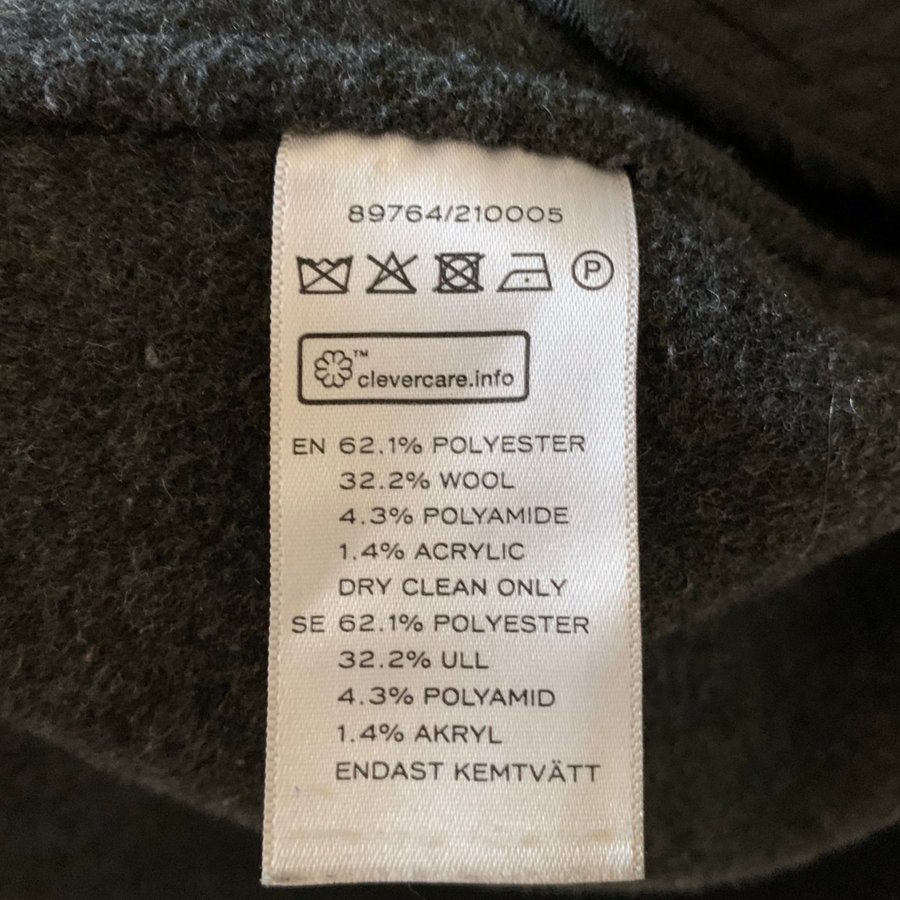 89764/210005
P
™
clevercare.info
EN 62.1% POLYESTER
32.2% WOOL
4.3% POLYAMIDE
1.4% ACRYLIC
DRY CLEAN ONLY
SE 62.1% POLYESTER
32.2% ULL
4.3% POLYAMID
1.4% AKRYL
ENDAST KEMTVÄTT